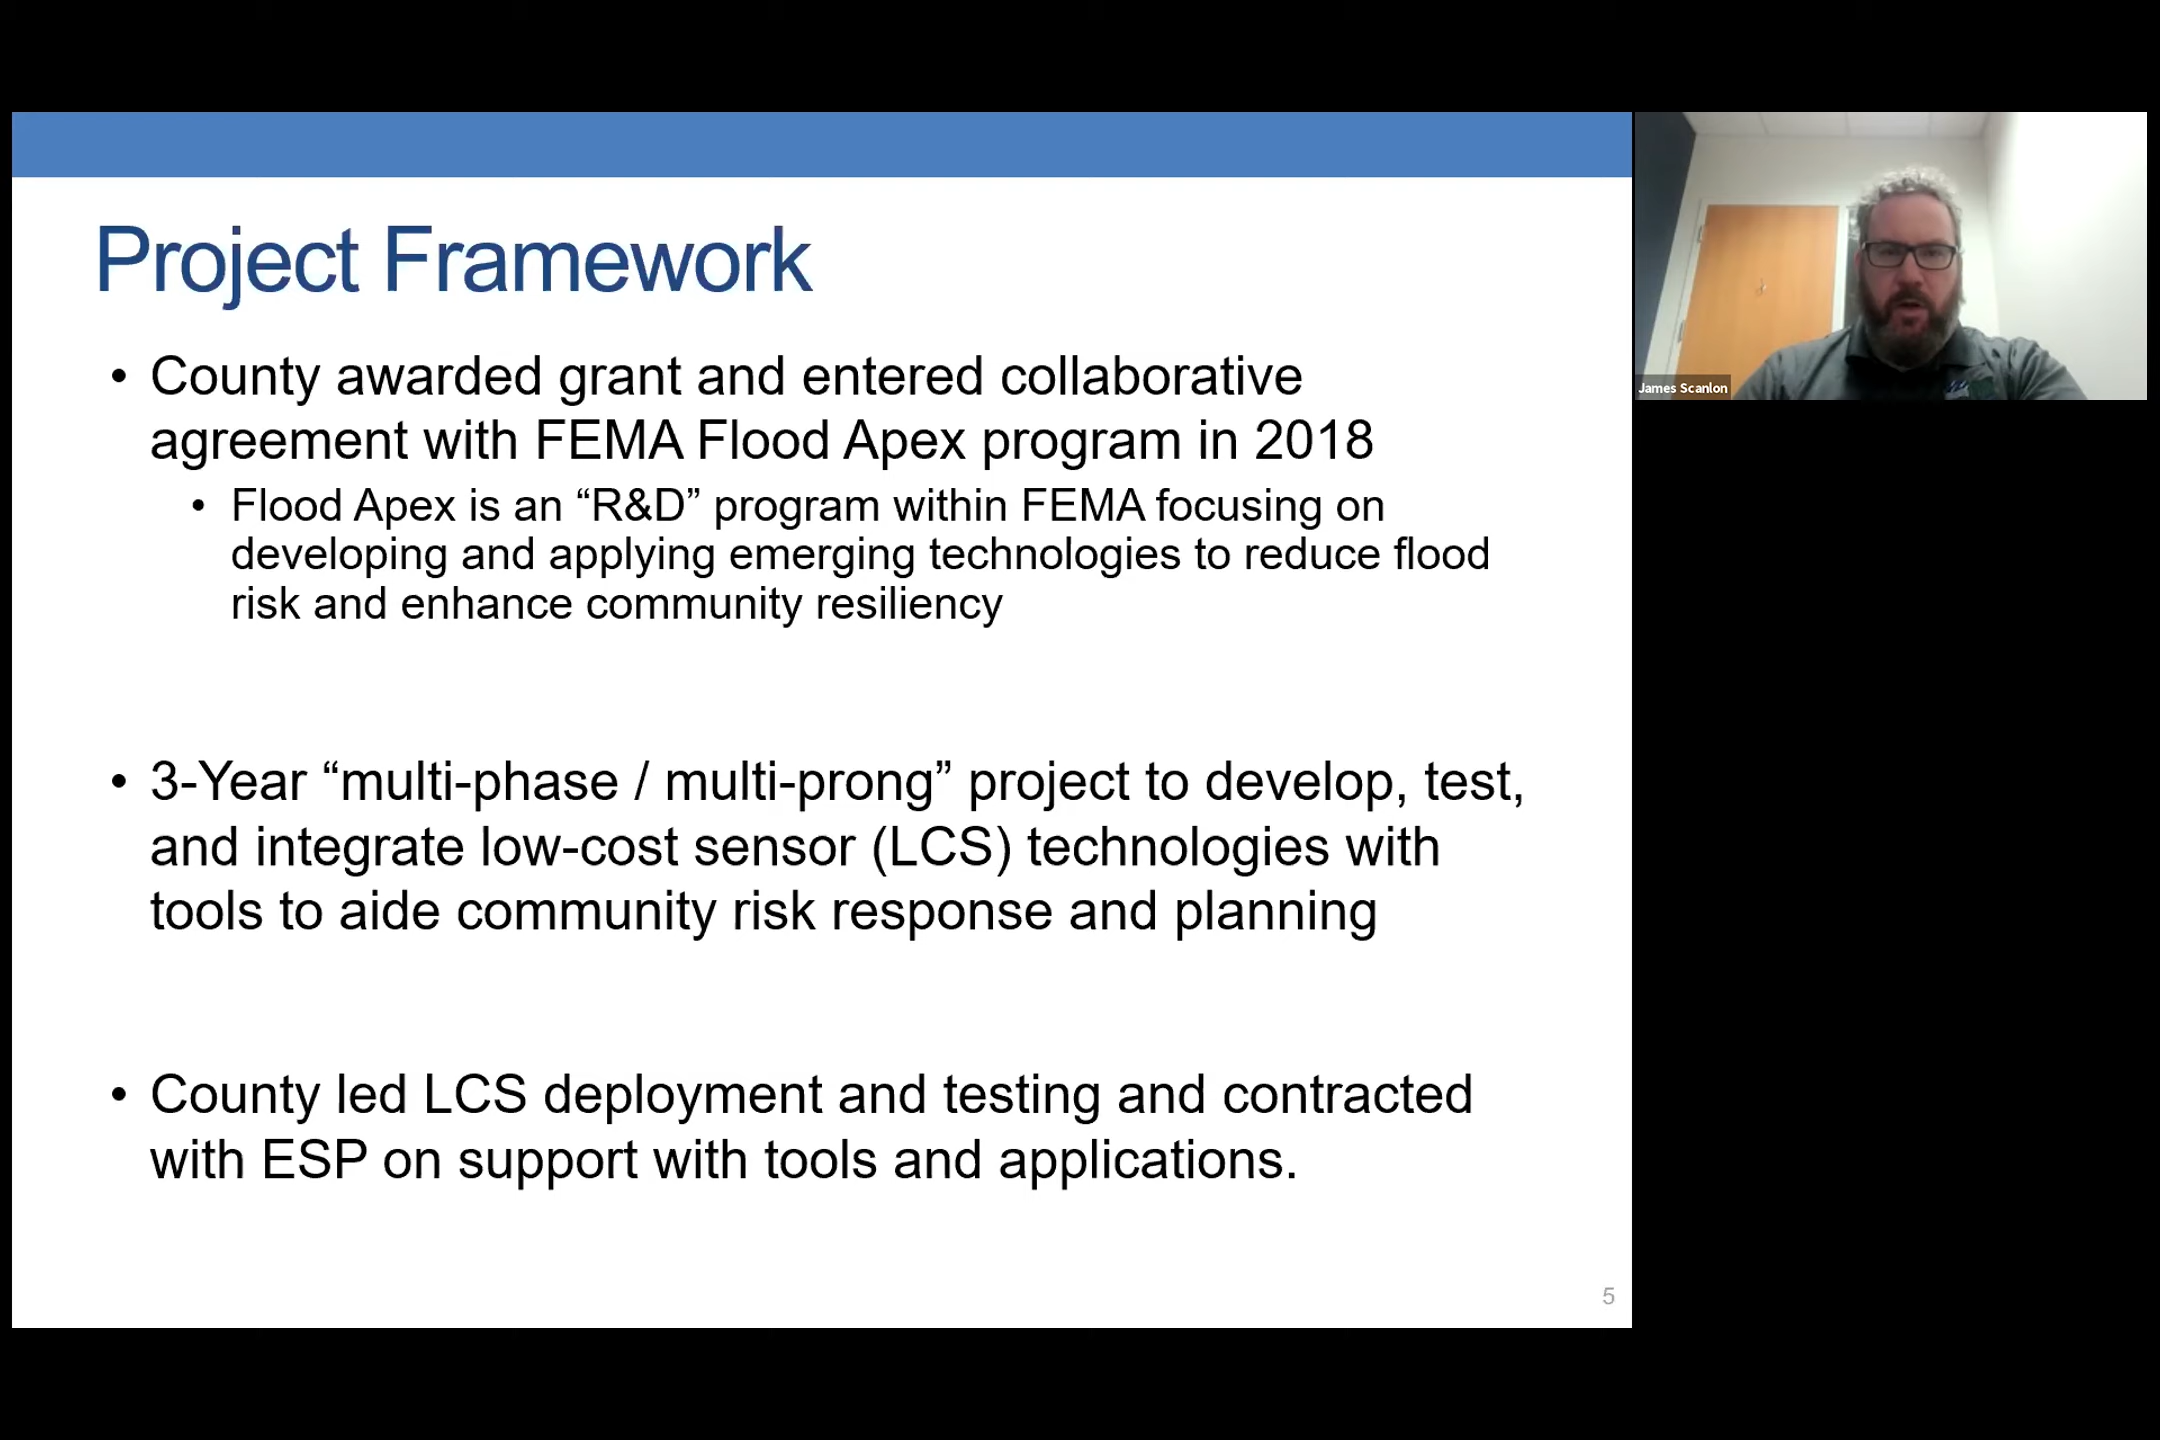 Project Framework
• County awarded grant and entered collaborative
agreement with FEMA Flood Apex program in 2018
• Flood Apex is an “R&D” program within FEMA focusing on
developing and applying emerging technologies to reduce flood
risk and enhance community resiliency
• 3-Year “multi-phase / multi-prong” project to develop, test,
and integrate low-cost sensor (LCS) technologies with
tools to aide community risk response and planning
• County led LCS deployment and testing and contracted
with ESP on support with tools and applications.
5
James Scanlon